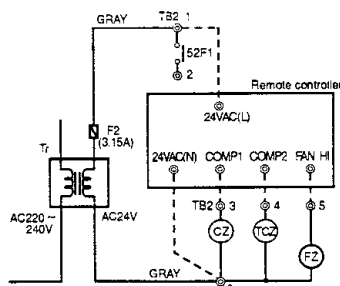 GRAY
TB2 1
52F1
2
Remote controller
24VAC(L)
F2
(3.15A)
Tr
24VAC(N) COMP1 COMP2 FAN HI
AC220～
240V
AC24V
TB2 3 4 5
CZ
TCZ
FZ
GRAY